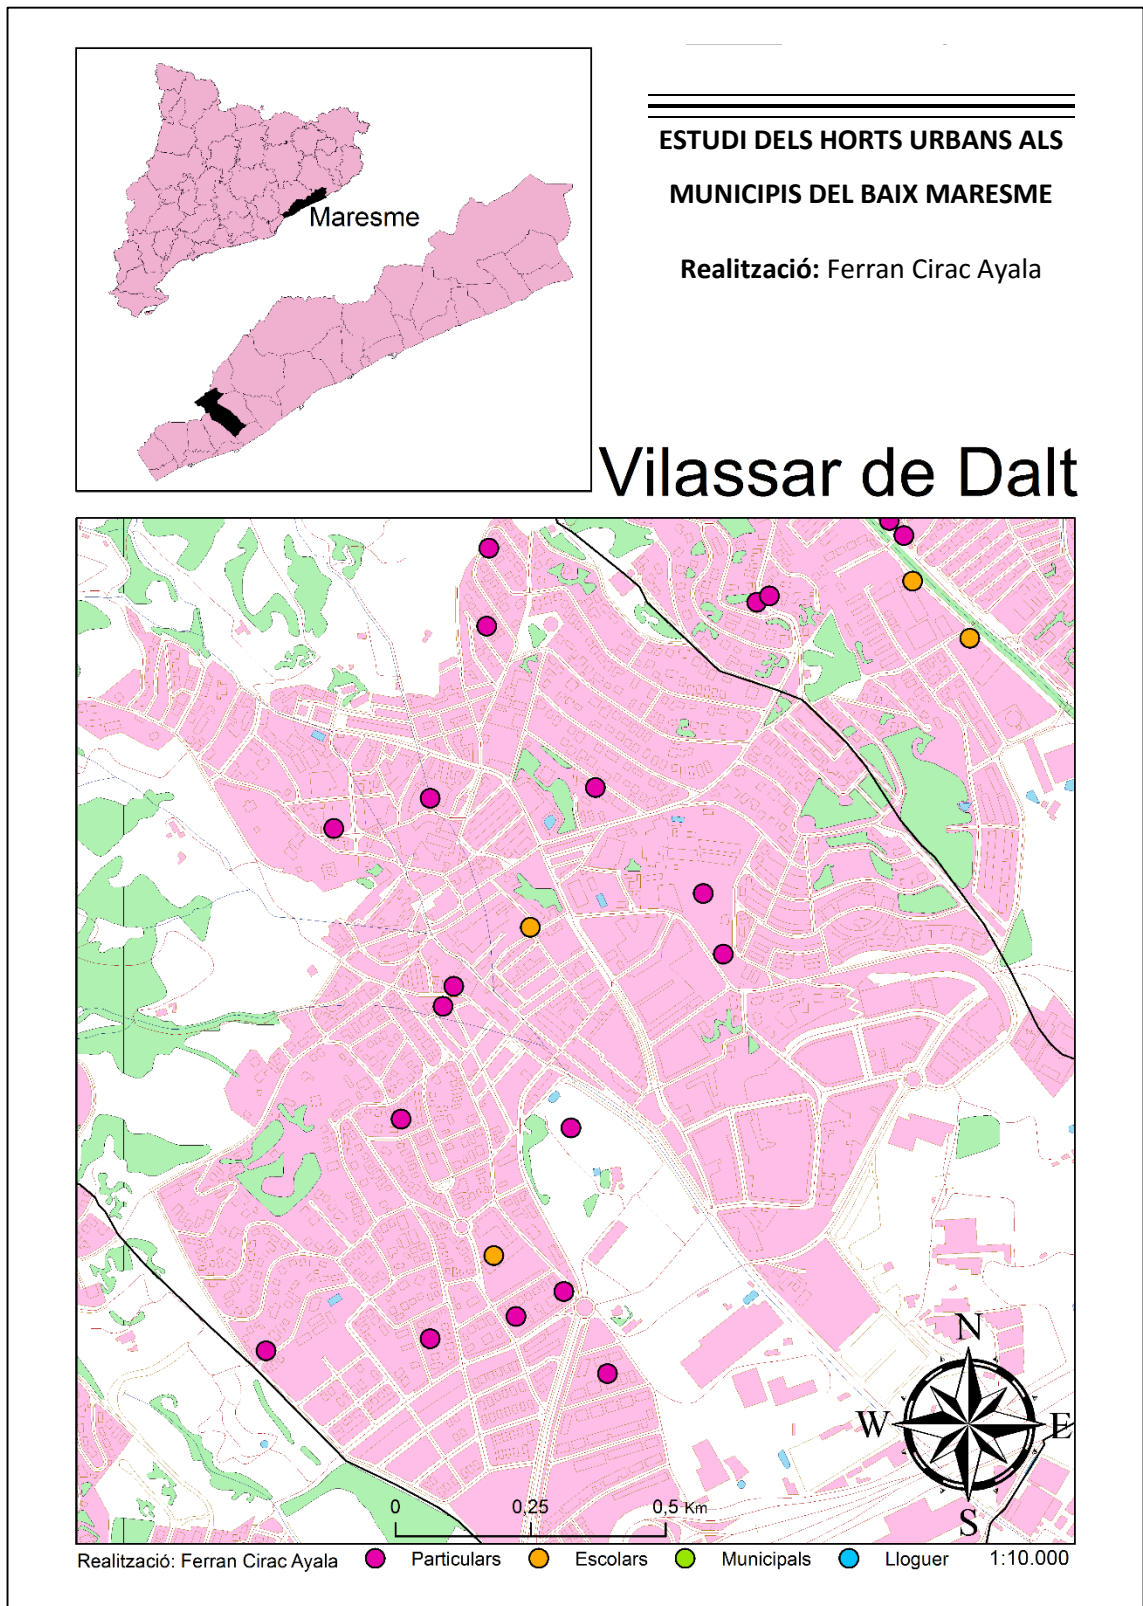 ESTUDI DELS HORTS URBANS ALS
MUNICIPIS DEL BAIX MARESME
Realització: Ferran Cirac Ayala
Maresme
Vilassar de Dalt
N
W
E
S
0
0,25
0,5 Km
Realització: Ferran Cirac Ayala
Particulars
Escolars
Municipals
Lloguer
1:10.000